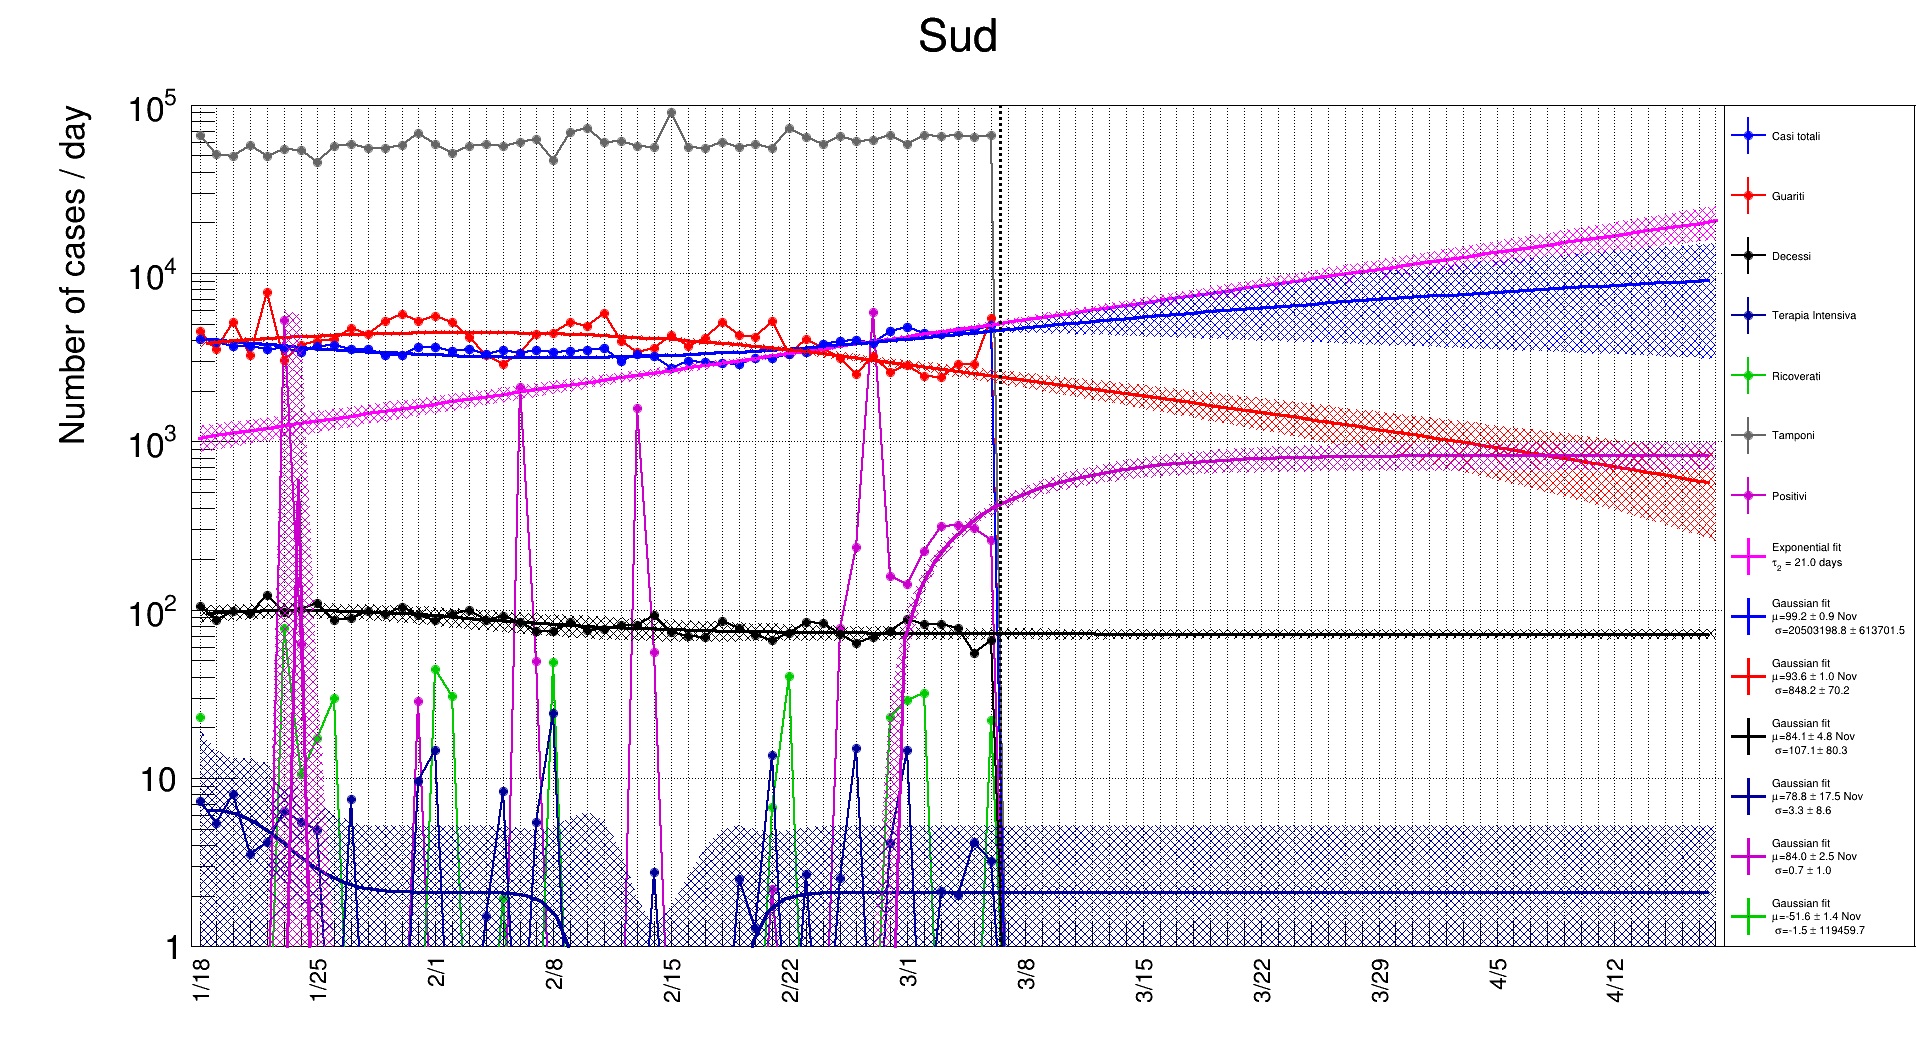 Sud
Number of cases / day
10^5
10^4
10^3
10^2
10
1
1/18
1/25
2/1
2/8
2/15
2/22
3/1
3/8
3/15
3/22
3/29
4/5
4/12
Casi totali
Guariti
Decessi
Terapia Intensiva
Ricoverati
Tamponi
Positivi
Exponential fit
τ₂ = 21.0 days
Gaussian fit
μ=99.2 ± 0.9 Nov
σ=20503198.8 ± 613701.5
Gaussian fit
μ=93.6 ± 1.0 Nov
σ=848.2 ± 70.2
Gaussian fit
μ=84.1 ± 4.8 Nov
σ=107.1 ± 80.3
Gaussian fit
μ=78.8 ± 17.5 Nov
σ=3.3 ± 8.6
Gaussian fit
μ=84.0 ± 2.5 Nov
σ=0.7 ± 1.0
Gaussian fit
μ=-51.6 ± 1.4 Nov
σ=-1.5 ± 119459.7